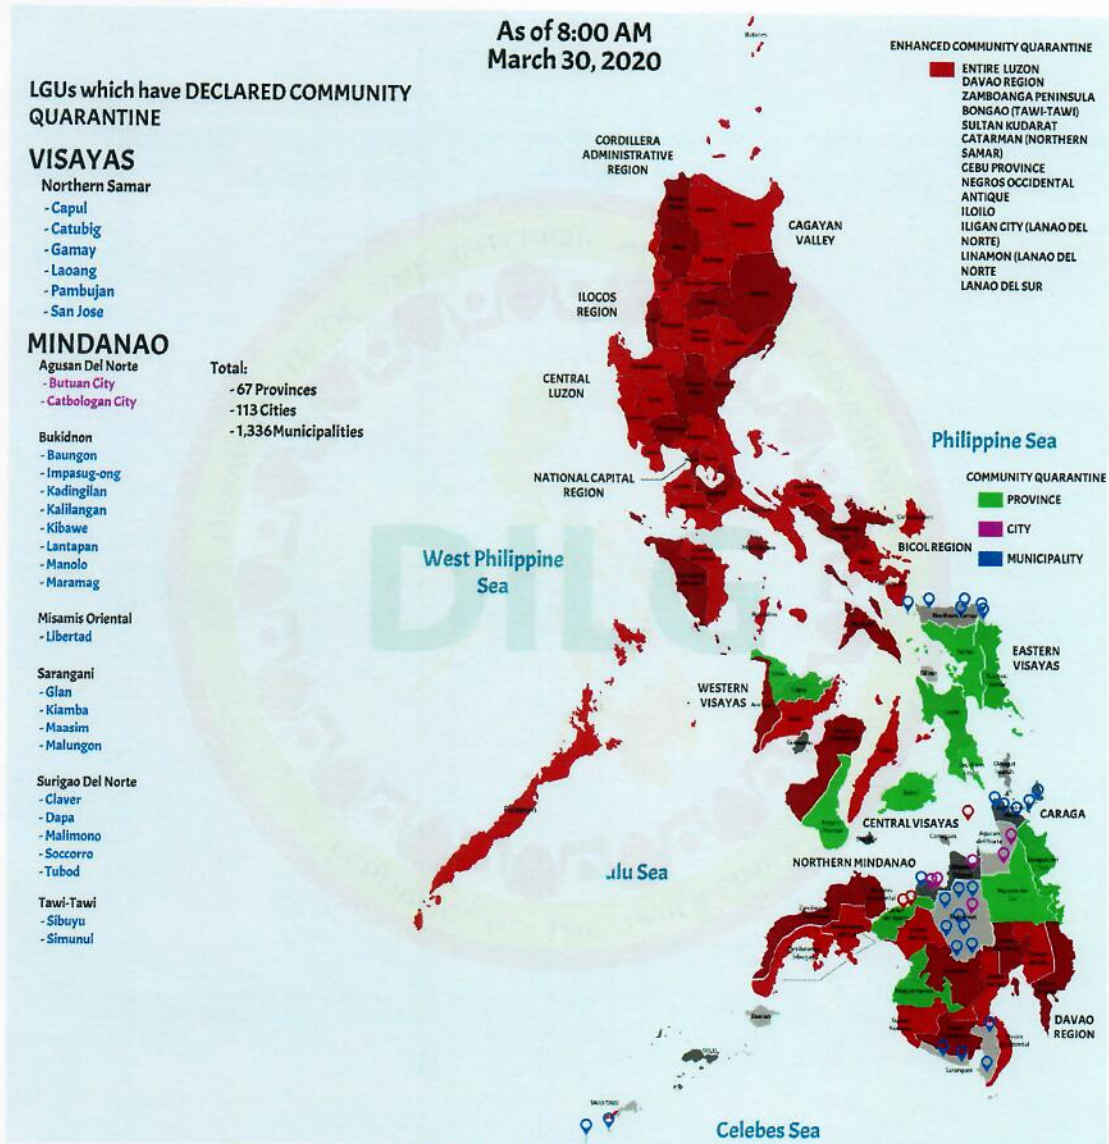 As of 8:00 AM
March 30, 2020
LGUs which have DECLARED COMMUNITY
QUARANTINE
VISAYAS
Northern Samar
- Capul
- Catubig
- Gamay
- Laoang
- Pambujan
- San Jose
MINDANAO
Agusan Del Norte
- Butuan City
- Catbologan City
Bukidnon
- Baungon
- Impasug-ong
- Kadingilan
- Kalilangan
- Kibawe
- Lantapan
- Manolo
- Maramag
Misamis Oriental
- Libertad
Sarangani
- Glan
- Kiamba
- Maasim
- Malungon
Surigao Del Norte
- Claver
- Dapa
- Malimono
- Soccorro
- Tubod
Tawi-Tawi
- Sibuyu
- Simunul
Total:
- 67 Provinces
- 113 Cities
- 1,336 Municipalities
ENHANCED COMMUNITY QUARANTINE
ENTIRE LUZON
DAVAO REGION
ZAMBOANGA PENINSULA
BONGAO (TAWI-TAWI)
SULTAN KUDARAT
CATARMAN (NORTHERN
SAMAR)
CEBU PROVINCE
NEGROS OCCIDENTAL
ANTIQUE
ILOILO
ILIGAN CITY (LANAO DEL
NORTE)
LINAMON (LANAO DEL
NORTE
LANAO DEL SUR
CORDILLERA
ADMINISTRATIVE
REGION
CAGAYAN
VALLEY
ILOCOS
REGION
CENTRAL
LUZON
NATIONAL CAPITAL
REGION
Philippine Sea
COMMUNITY QUARANTINE
PROVINCE
CITY
MUNICIPALITY
BICOL REGION
West Philippine
Sea
DILG
EASTERN
VISAYAS
WESTERN
VISAYAS
CENTRAL VISAYAS
CARAGA
NORTHERN MINDANAO
ulu Sea
DAVAO
REGION
Sarangani
Celebes Sea